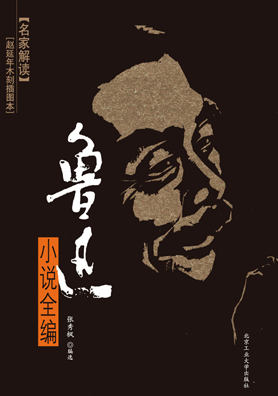 【名家解读】
[赵延年木刻插图本]
鲁迅
小说全编
张秀枫◎编选
北京工业大学出版社